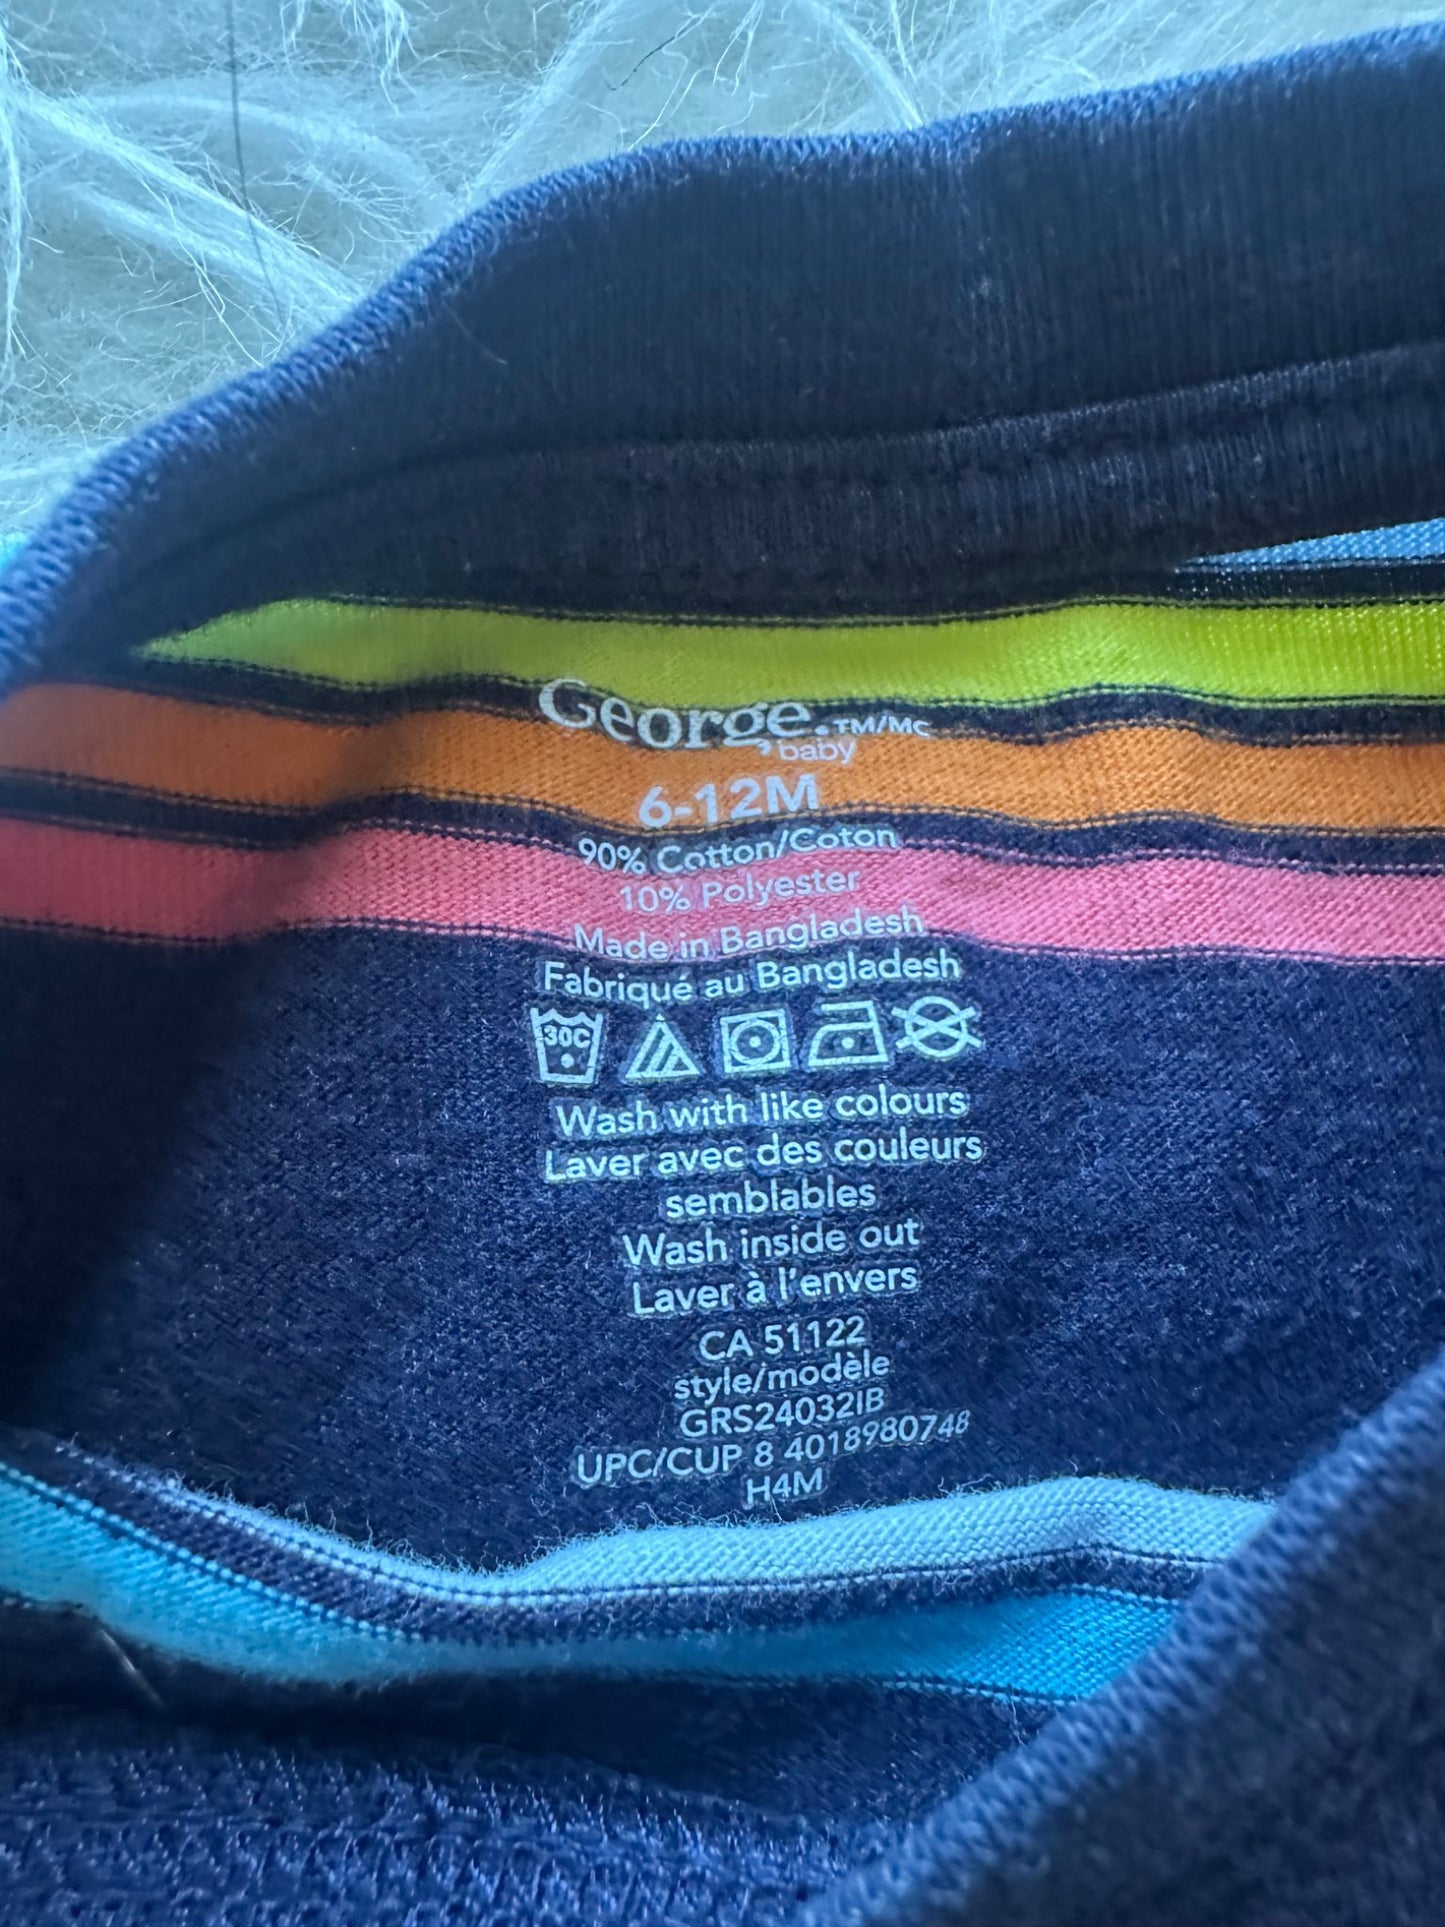 George.TM/MC
baby
6-12M
90% Cotton/Coton
10% Polyester
Made in Bangladesh
Fabriqué au Bangladesh
30C
Wash with like colours
Laver avec des couleurs
semblables
Wash inside out
Laver à l'envers
CA 51122
style/modèle
GRS24032IB
UPC/CUP 8 4018980748
H4M